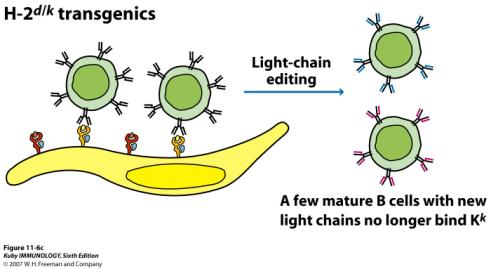 H-2d/k transgenics
Light-chain
editing
A few mature B cells with new
light chains no longer bind Kk
Figure 11-6c
Kuby IMMUNOLOGY, Sixth Edition
© 2007 W. H. Freeman and Company